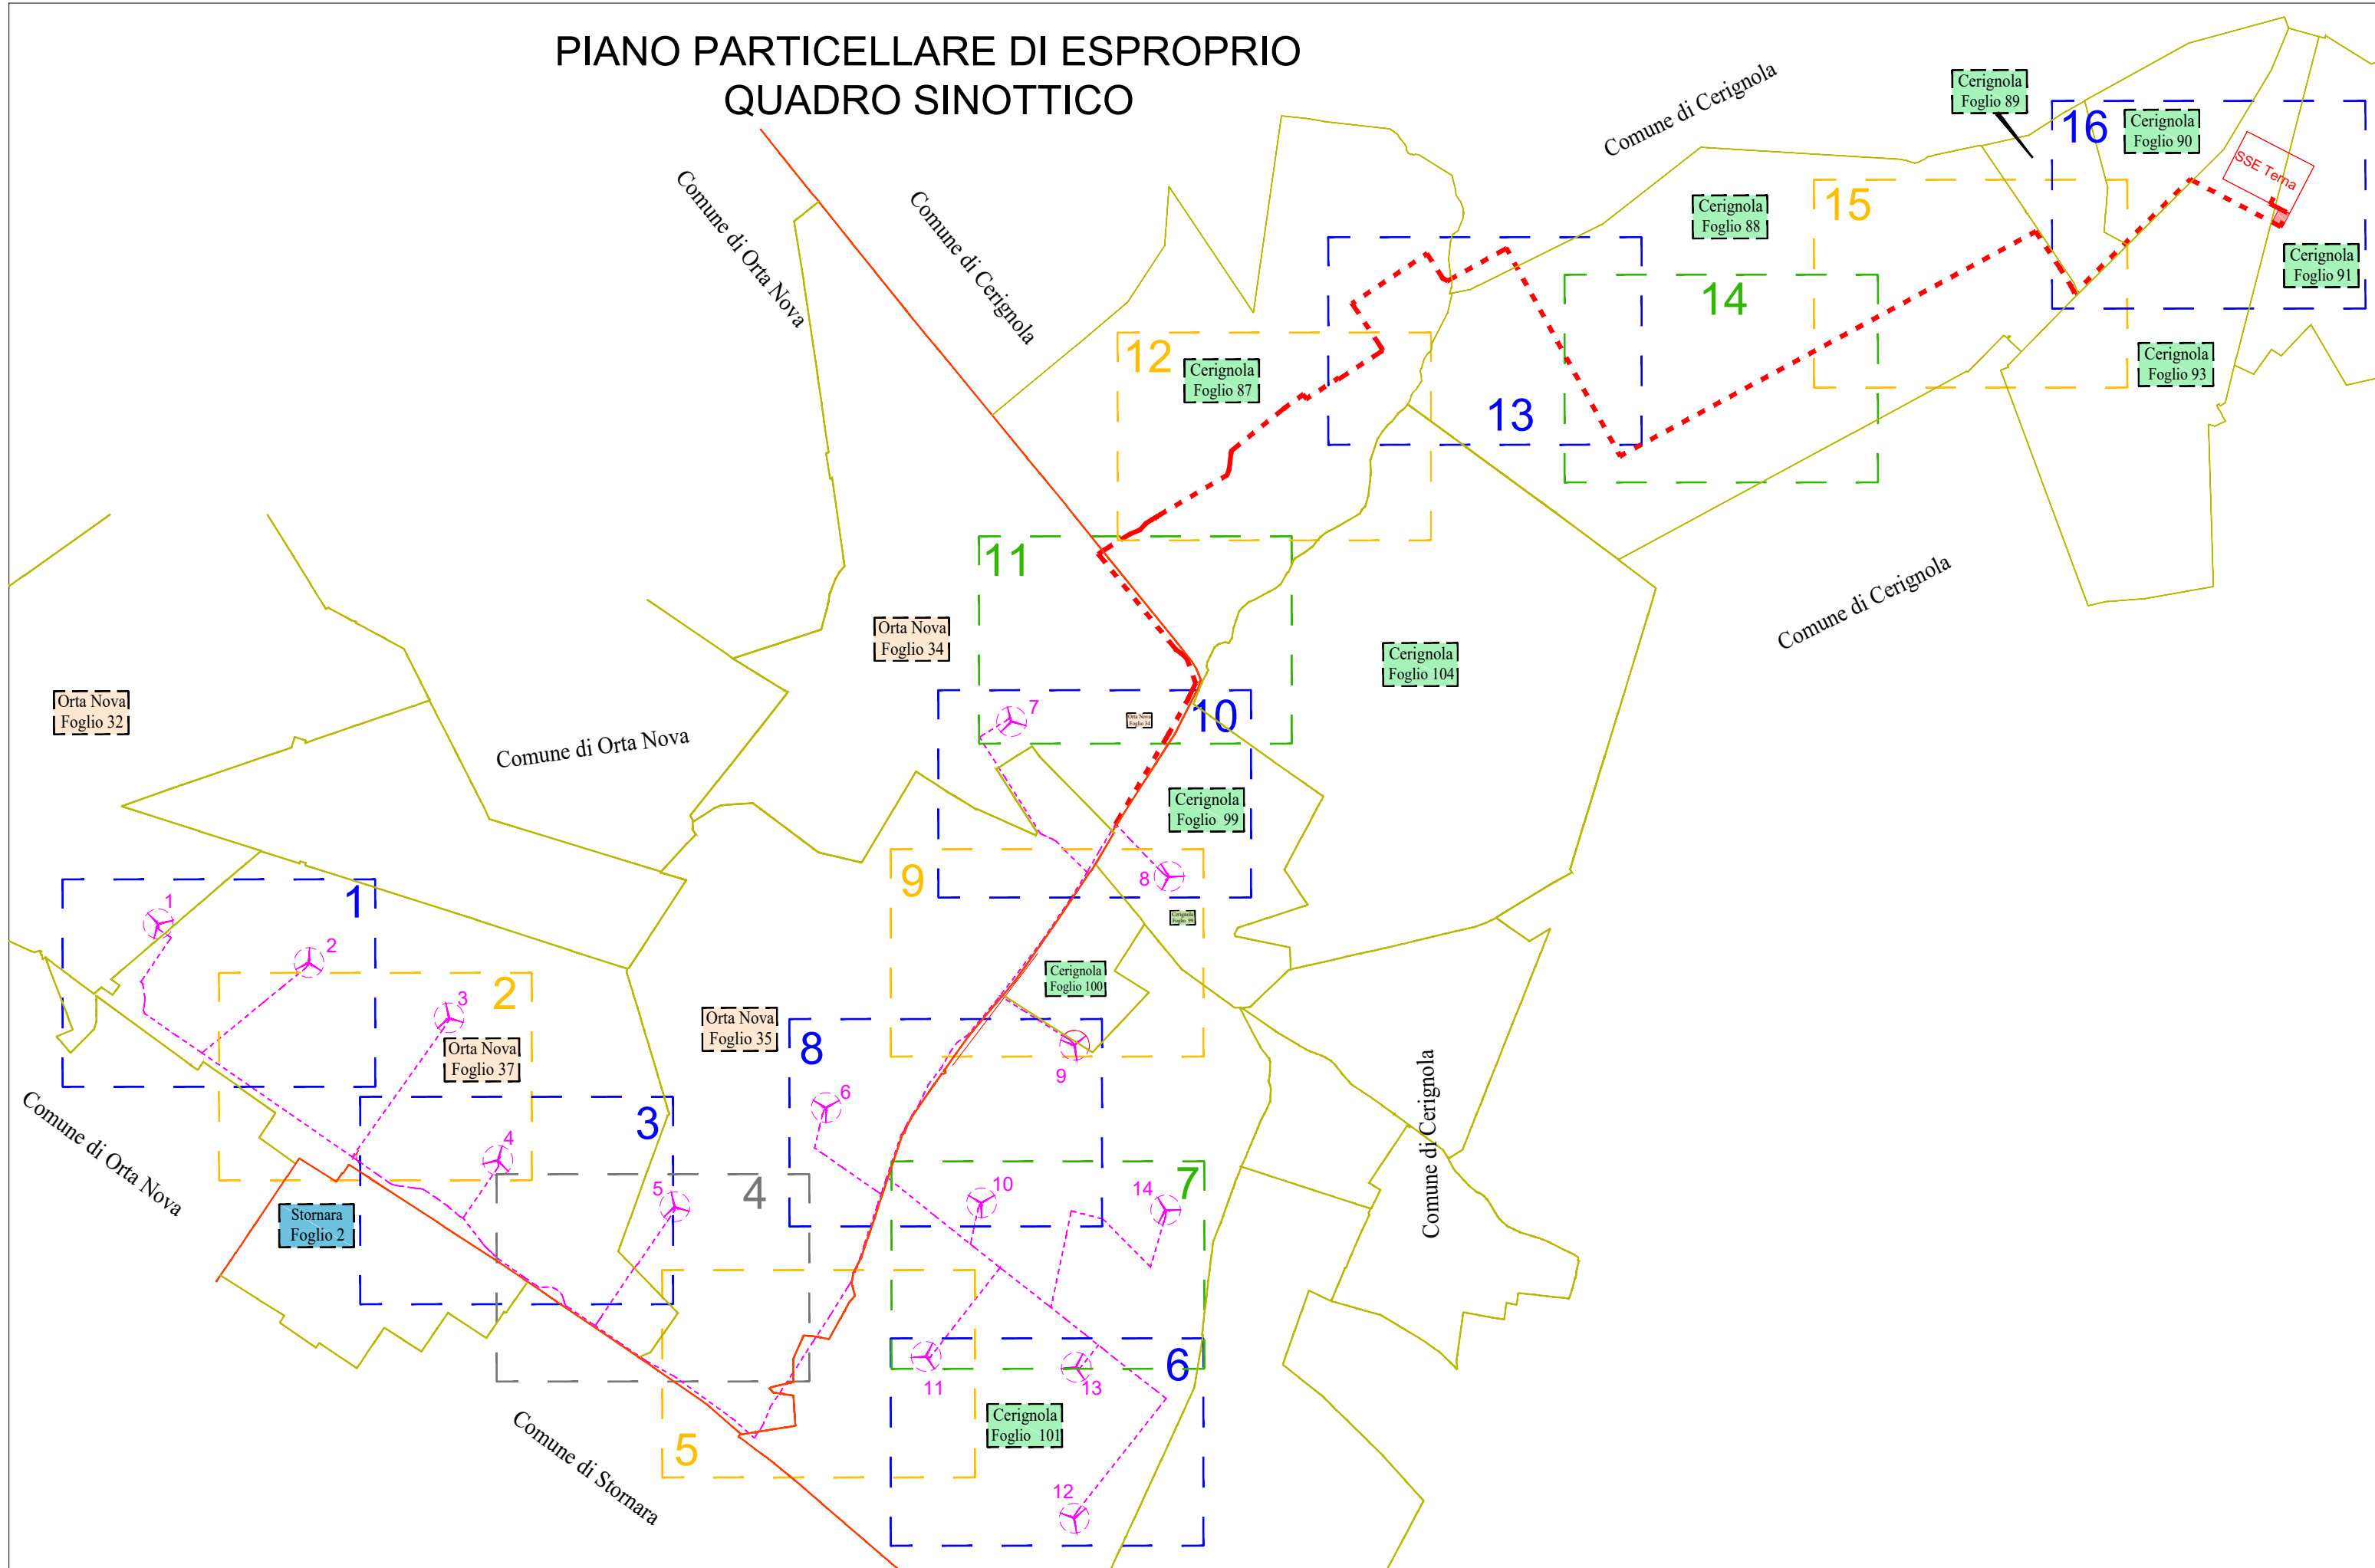 PIANO PARTICELLARE DI ESPROPRIO
QUADRO SINOTTICO
Comune di Orta Nova
Comune di Cerignola
Comune di Cerignola
Cerignola
Foglio 89
16
Cerignola
Foglio 90
SSE Terna
Cerignola
Foglio 91
15
Cerignola
Foglio 88
14
12
Cerignola
Foglio 87
13
Cerignola
Foglio 93
11
Orta Nova
Foglio 34
Cerignola
Foglio 104
Comune di Cerignola
Orta Nova
Foglio 32
Comune di Orta Nova
7
Orta Nova
Foglio 34
10
Cerignola
Foglio 99
9
8
1
1
2
2
3
Cerignola
Cerignola
Foglio 100
Orta Nova
Foglio 35
Orta Nova
Foglio 37
8
9
6
Comune di Orta Nova
3
4
Comune di Cerignola
Stornara
Foglio 2
5
4
10
14
7
11
13
6
Cerignola
Foglio 101
5
Comune di Stornara
12